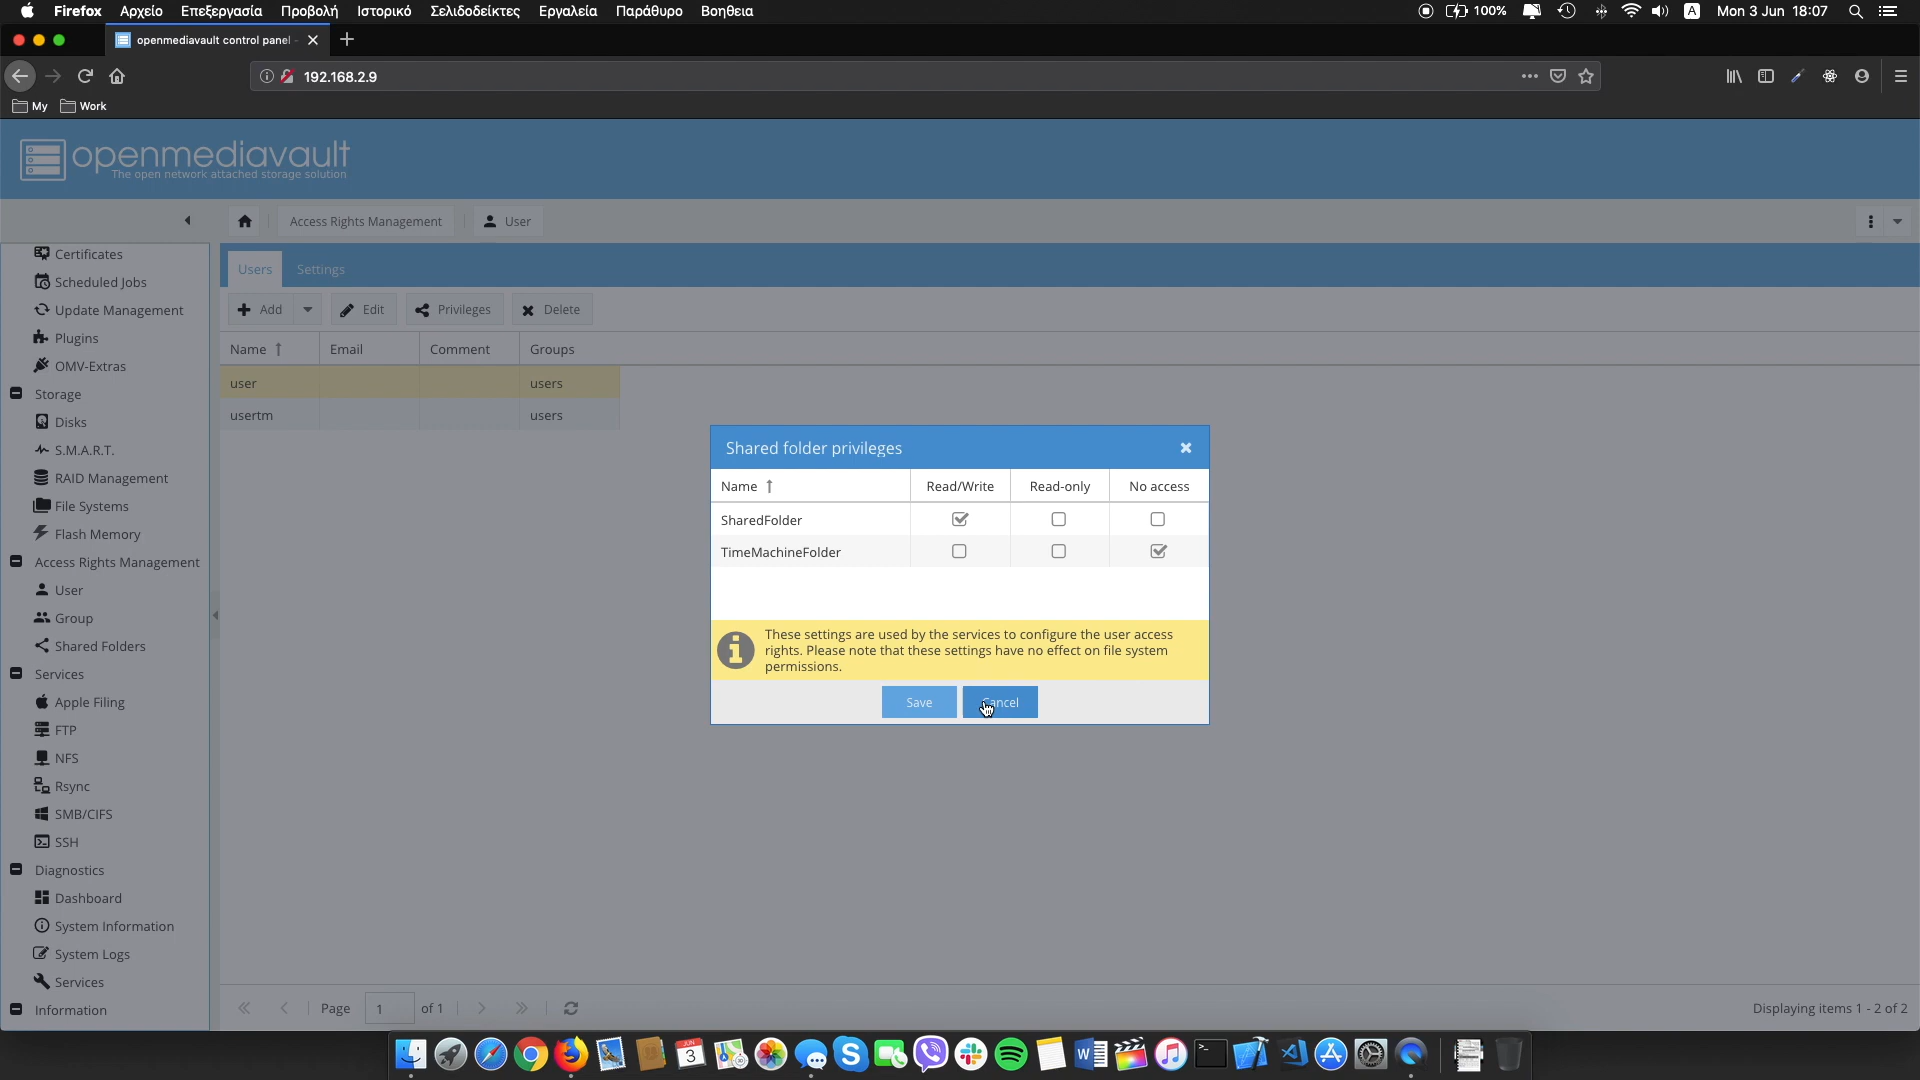 Firefox Αρχείο Επεξεργασία Προβολή Ιστορικό Σελιδοδείκτες Εργαλεία Παράθυρο Βοήθεια
100% A Mon 3 Jun 18:07
openmediavault control panel -
192.168.2.9
My Work
openmediavault
The open network attached storage solution
Access Rights Management User
Certificates
Scheduled Jobs
Update Management
Plugins
OMV-Extras
Storage
Disks
S.M.A.R.T.
RAID Management
File Systems
Flash Memory
Access Rights Management
User
Group
Shared Folders
Services
Apple Filing
FTP
NFS
Rsync
SMB/CIFS
SSH
Diagnostics
Dashboard
System Information
System Logs
Services
Information
Users Settings
Add Edit Privileges Delete
Name Email Comment Groups
user users
usertm users
Shared folder privileges
Name Read/Write Read-only No access
SharedFolder
TimeMachineFolder
These settings are used by the services to configure the user access
rights. Please note that these settings have no effect on file system
permissions.
Save Cancel
Page 1 of 1
Displaying items 1 - 2 of 2
JUN
3